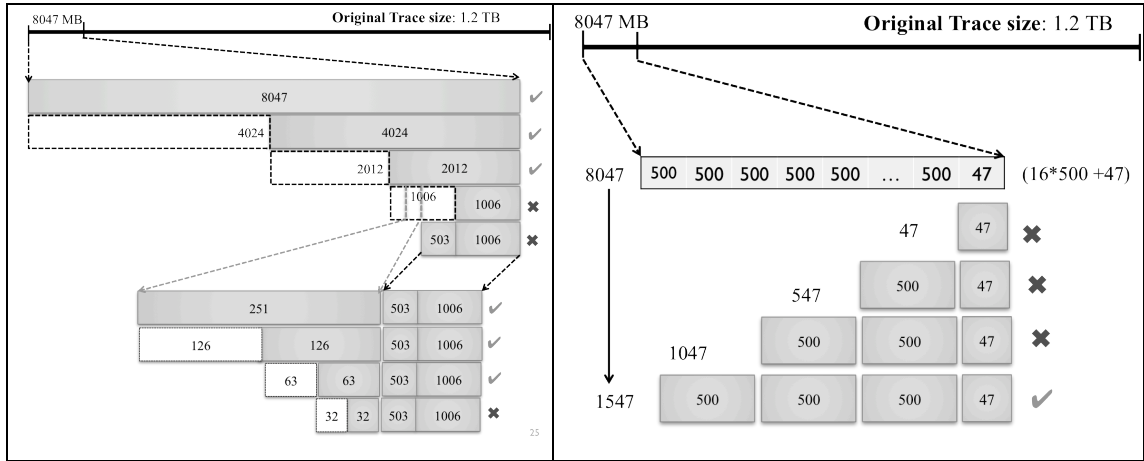 8047 MB
Original Trace size: 1.2 TB
8047
4024 4024
2012 2012
1006 1006
503 1006
251 503 1006
126 126 503 1006
63 63 503 1006
32 32 503 1006
25
8047 MB
Original Trace size: 1.2 TB
8047 500 500 500 500 500 ... 500 47 (16*500 +47)
47 47
547 500 47
1047 500 500 47
1547 500 500 500 47